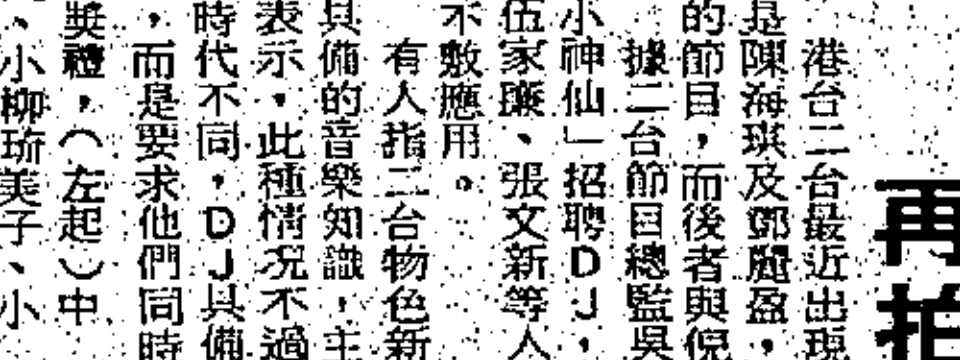 再拍
港台二台最近出現
是陳海琪及鄧麗盈，
的節目，而後者與倪
據二台節目總監吳
小神仙」招聘DJ，
伍家廉、張文新等人
不敷應用。
有人指二台物色新
具備的音樂知識，主
表示，此種情況不過
時代不同，DJ具備
，而是要求他們同時
獎禮，（左起）中
、小柳琦美子、小